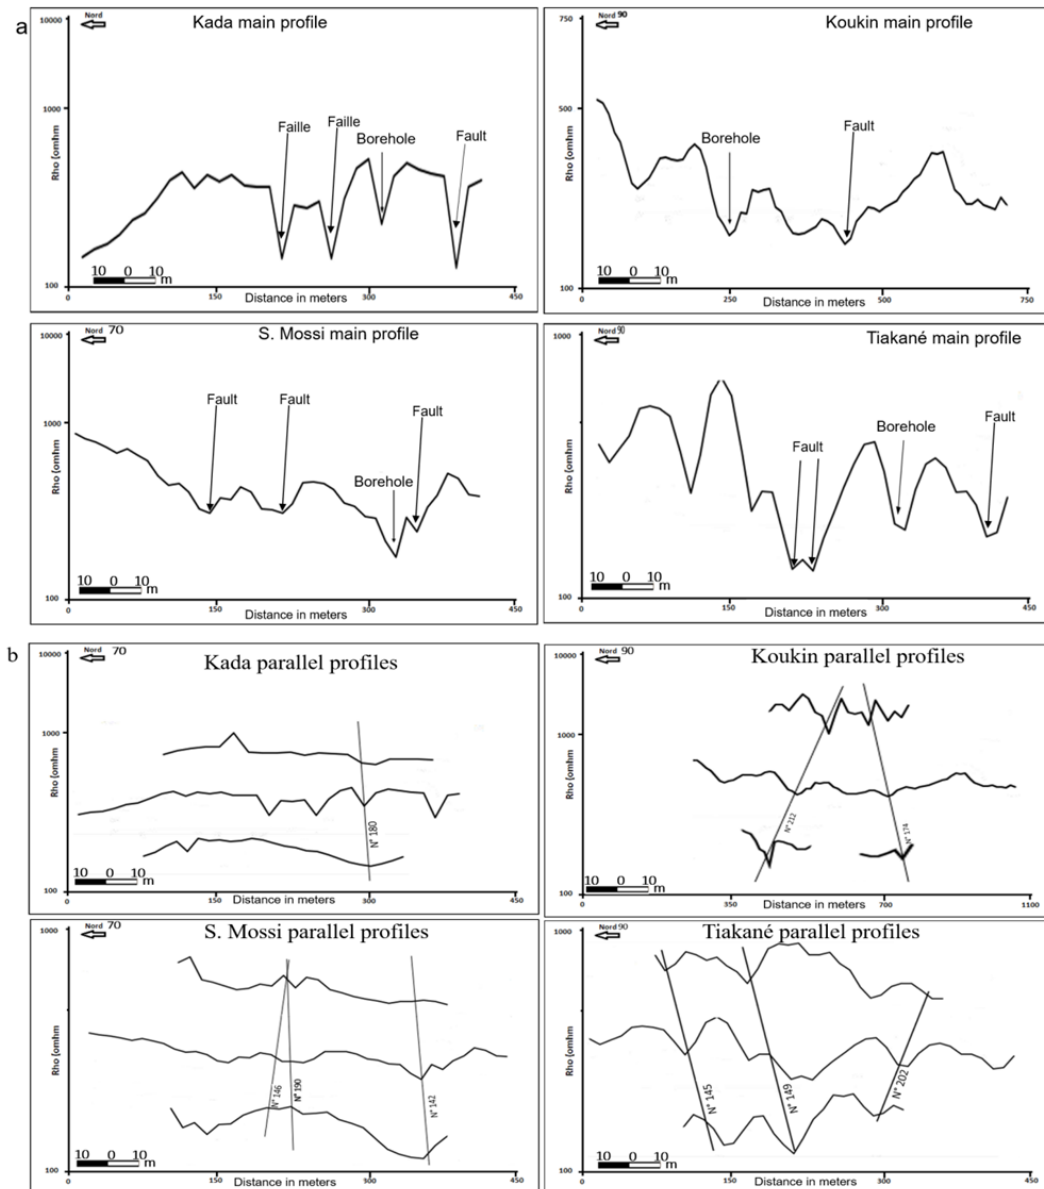 a
Nord
Kada main profile
10000
1000
100
Rho (omhm
Faille
Faille
Borehole
Fault
10 0 10
m
0
150
300
450
Distance in meters
Nord 90
Koukin main profile
750
500
100
Rho (omhm
Borehole
Fault
10 0 10
m
0
250
500
750
Distance in meters
Nord 70
S. Mossi main profile
10000
1000
100
Rho (omhm
Fault
Fault
Fault
Borehole
10 0 10
m
0
150
300
450
Distance in meters
Nord 90
Tiakané main profile
1000
100
Rho (omhm
Fault
Borehole
Fault
10 0 10
m
0
150
300
450
Distance in meters
b
Nord 70
Kada parallel profiles
10000
1000
100
Rho (omhm
N° 180
10 0 10
m
0
150
300
450
Distance in meters
Nord 90
Koukin parallel profiles
10000
1000
100
Rho (omhm
N° 212
N° 174
10 0 10
m
0
350
700
1100
Distance in meters
Nord 70
S. Mossi parallel profiles
1000
100
Rho (omhm
N° 146
N° 190
N° 142
10 0 10
m
0
150
300
450
Distance in meters
Nord 90
Tiakané parallel profiles
1000
100
Rho (omhm
N° 145
N° 149
N° 202
10 0 10
m
0
150
300
450
Distance in meters